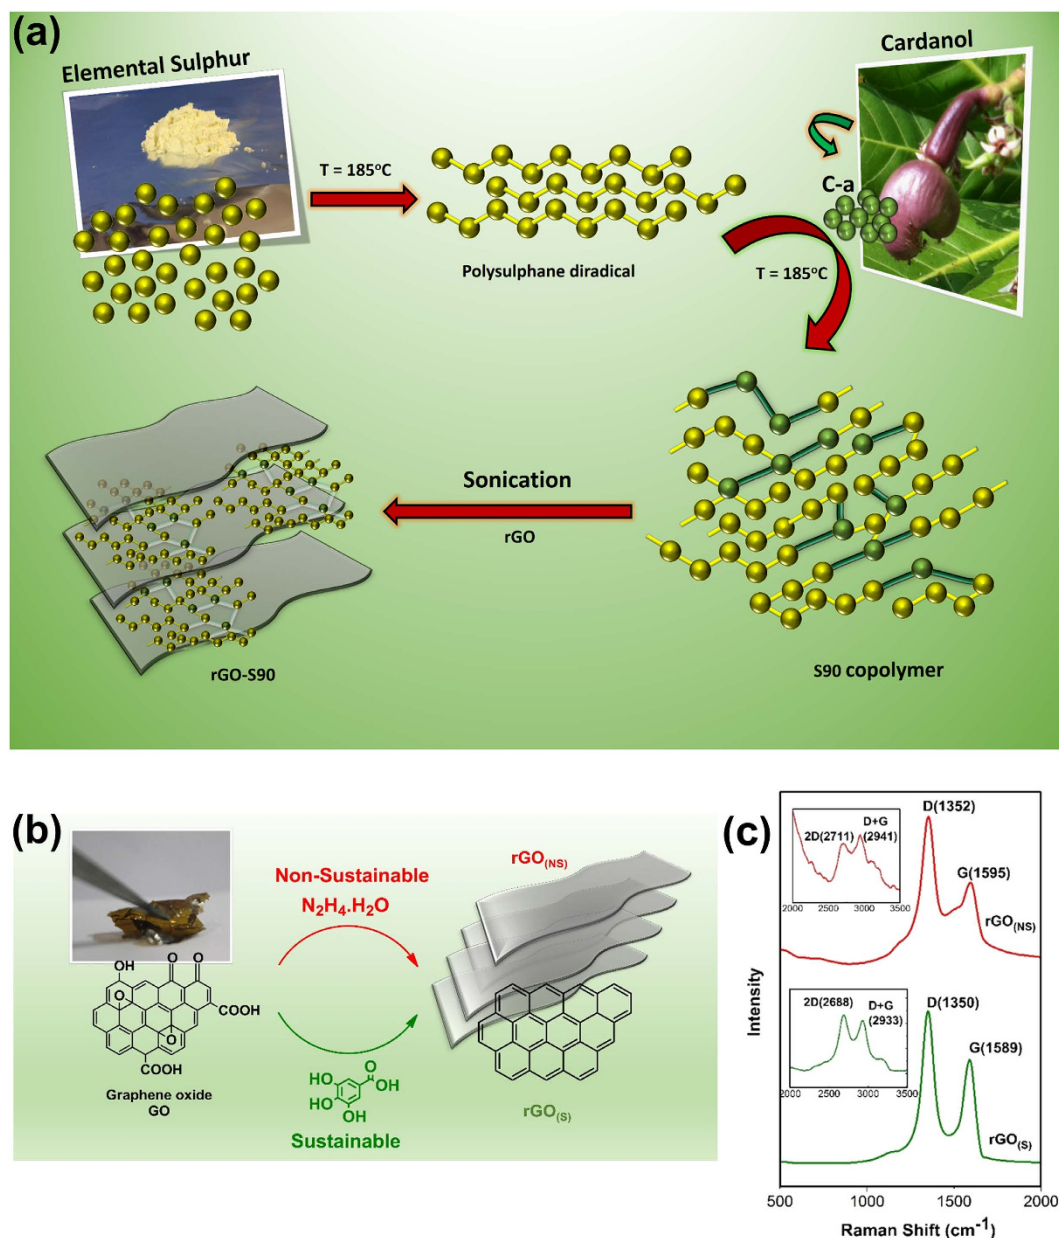 (a)
Elemental Sulphur
Cardanol
T = 185°C
C-a
Polysulphane diradical
T = 185°C
Sonication
rGO
rGO-S90
S90 copolymer
(b)
Non-Sustainable
N₂H₄.H₂O
rGO(NS)
OH
O
O
O
O
COOH
COOH
Graphene oxide
GO
O
OH
HO
HO
OH
Sustainable
rGO(S)
(c)
D(1352)
D+G
2D(2711) (2941)
G(1595)
2000 2500 3000 3500
rGO(NS)
Intensity
D(1350)
2D(2688) D+G
(2933)
G(1589)
2000 2500 3000 3500
rGO(S)
500 1000 1500 2000
Raman Shift (cm⁻¹)